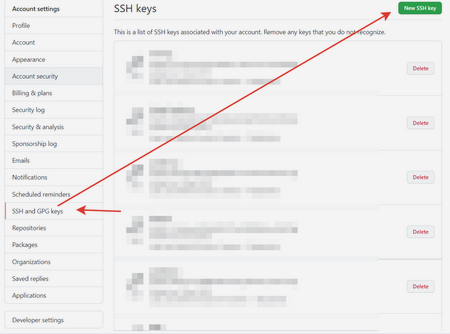 Account settings
Profile
Account
Appearance
Account security
Billing & plans
Security log
Security & analysis
Sponsorship log
Emails
Notifications
Scheduled reminders
SSH and GPG keys
Repositories
Packages
Organizations
Saved replies
Applications
Developer settings
SSH keys
New SSH key
This is a list of SSH keys associated with your account. Remove any keys that you do not recognize.
Delete
Delete
Delete
Delete
Delete